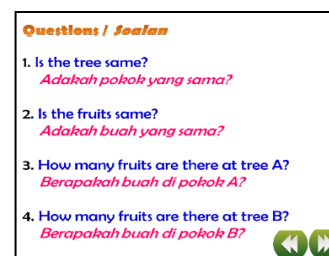 Questions / Soalan
1. Is the tree same?
Adakah pokok yang sama?
2. Is the fruits same?
Adakah buah yang sama?
3. How many fruits are there at tree A?
Berapakah buah di pokok A?
4. How many fruits are there at tree B?
Berapakah buah di pokok B?